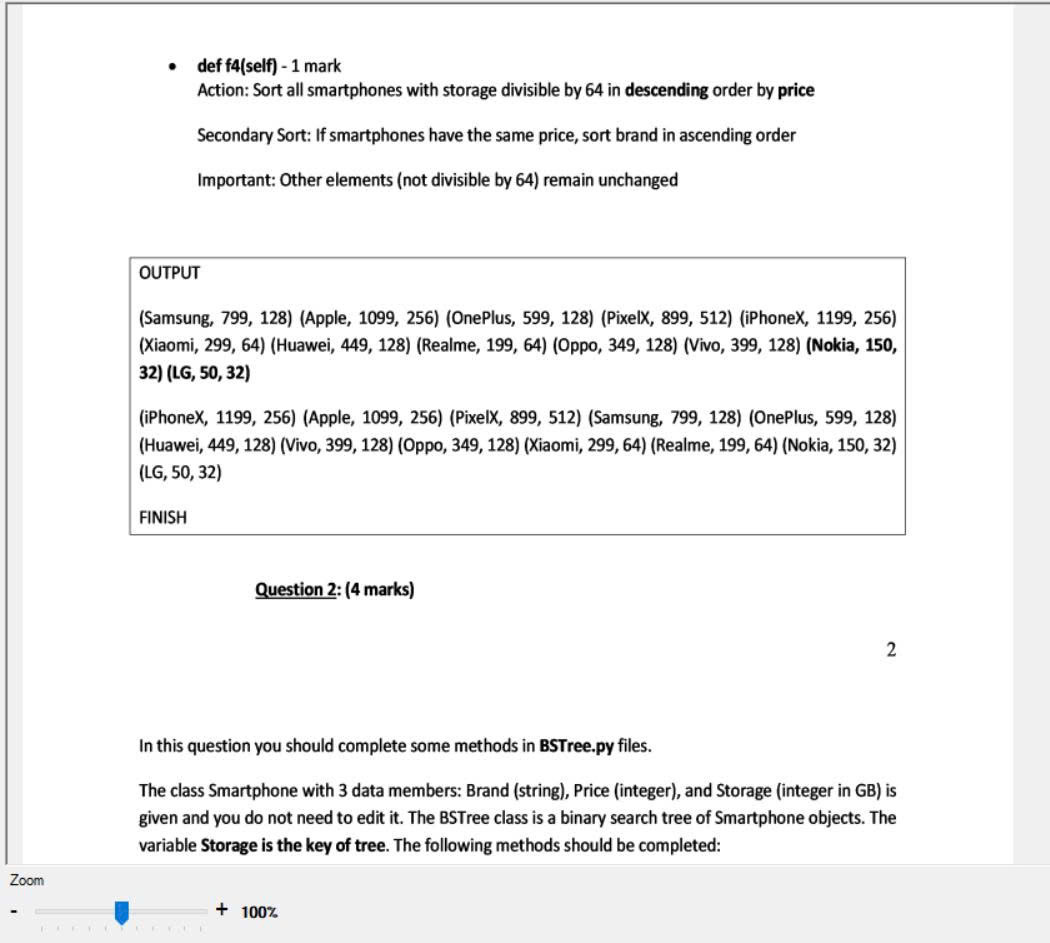 • def f4(self) - 1 mark
Action: Sort all smartphones with storage divisible by 64 in descending order by price
Secondary Sort: If smartphones have the same price, sort brand in ascending order
Important: Other elements (not divisible by 64) remain unchanged
OUTPUT
(Samsung, 799, 128) (Apple, 1099, 256) (OnePlus, 599, 128) (PixelX, 899, 512) (iPhoneX, 1199, 256)
(Xiaomi, 299, 64) (Huawei, 449, 128) (Realme, 199, 64) (Oppo, 349, 128) (Vivo, 399, 128) (Nokia, 150,
32) (LG, 50, 32)
(iPhoneX, 1199, 256) (Apple, 1099, 256) (PixelX, 899, 512) (Samsung, 799, 128) (OnePlus, 599, 128)
(Huawei, 449, 128) (Vivo, 399, 128) (Oppo, 349, 128) (Xiaomi, 299, 64) (Realme, 199, 64) (Nokia, 150, 32)
(LG, 50, 32)
FINISH
Question 2: (4 marks)
2
In this question you should complete some methods in BSTree.py files.
The class Smartphone with 3 data members: Brand (string), Price (integer), and Storage (integer in GB) is
given and you do not need to edit it. The BSTree class is a binary search tree of Smartphone objects. The
variable Storage is the key of tree. The following methods should be completed:
Zoom
- + 100%